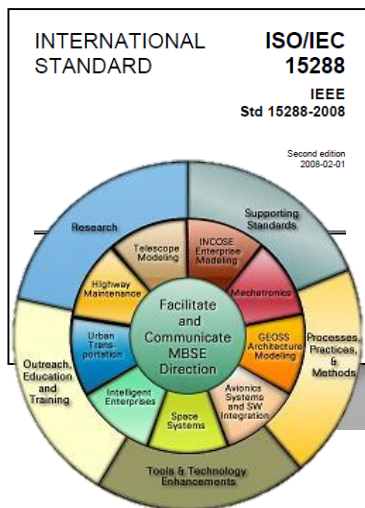 INTERNATIONAL
STANDARD
ISO/IEC
15288
IEEE
Std 15288-2008
Second edition
2008-02-01
Research
Supporting
Standards
Telescope
Modeling
INCOSE
Enterprise
Modeling
Highway
Maintenance
Mechatronics
Facilitate
and
Communicate
MBSE
Direction
Urban
Trans-
portation
GEOSS
Architecture
Modeling
Processes,
Practices,
&
Methods
Outreach,
Education
and
Training
Intelligent
Enterprises
Space
Systems
Avionics
Systems
and SW
Integration
Tools & Technology
Enhancements